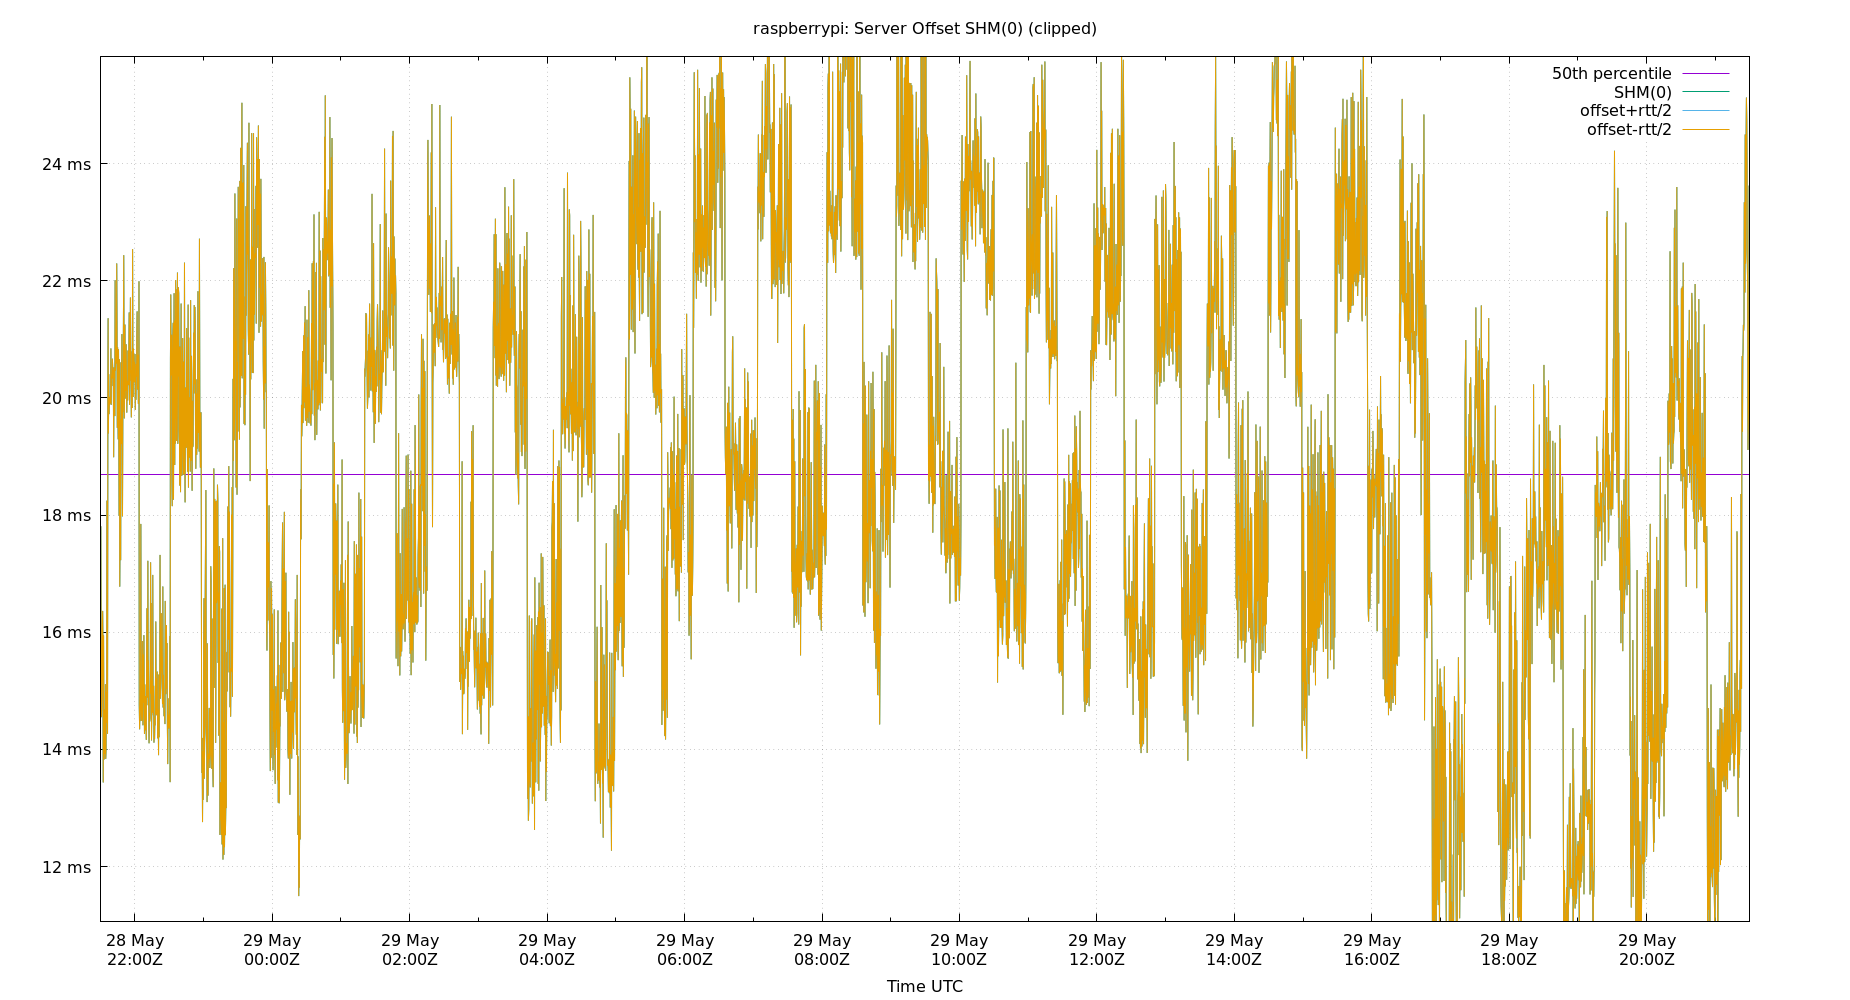 raspberrypi: Server Offset SHM(0) (clipped)
50th percentile
SHM(0)
offset+rtt/2
offset-rtt/2
24 ms
22 ms
20 ms
18 ms
16 ms
14 ms
12 ms
28 May 29 May 29 May 29 May 29 May 29 May 29 May 29 May 29 May 29 May 29 May 29 May
22:00Z 00:00Z 02:00Z 04:00Z 06:00Z 08:00Z 10:00Z 12:00Z 14:00Z 16:00Z 18:00Z 20:00Z
Time UTC